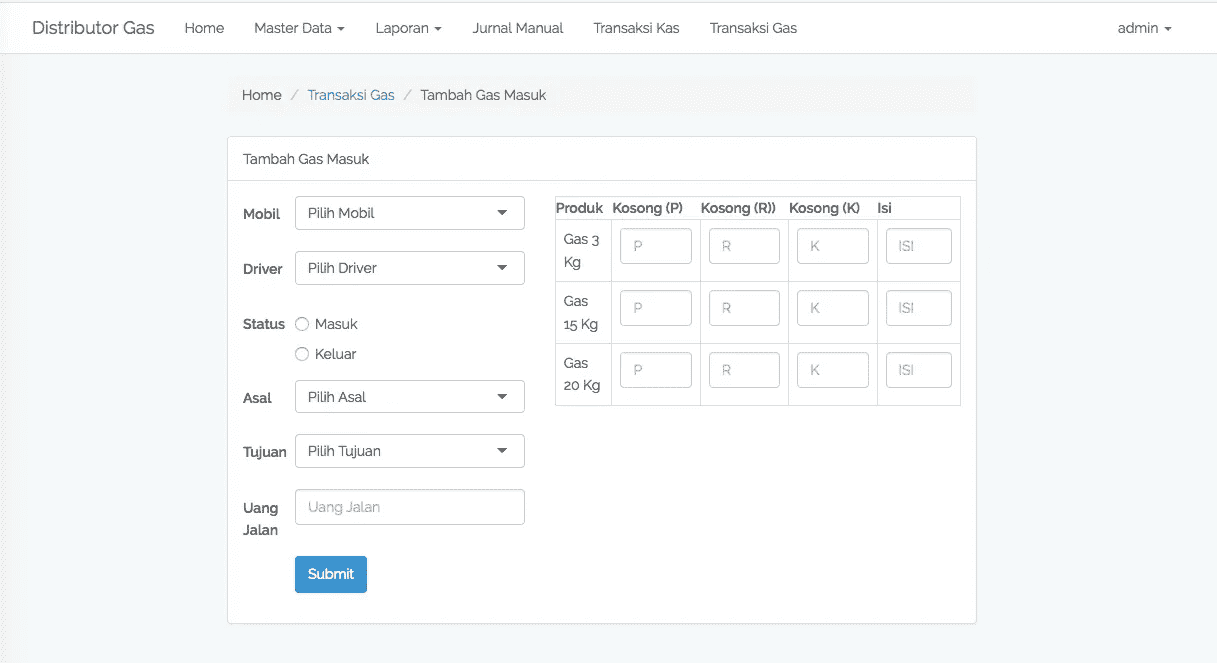 Distributor Gas Home Master Data Laporan Jurnal Manual Transaksi Kas Transaksi Gas admin
Home / Transaksi Gas / Tambah Gas Masuk
Tambah Gas Masuk
Mobil Pilih Mobil
Driver Pilih Driver
Status Masuk
Keluar
Asal Pilih Asal
Tujuan Pilih Tujuan
Uang Jalan Uang Jalan
Submit
Produk Kosong (P) Kosong (R)) Kosong (K) Isi
Gas 3 Kg P R K ISI
Gas 15 Kg P R K ISI
Gas 20 Kg P R K ISI